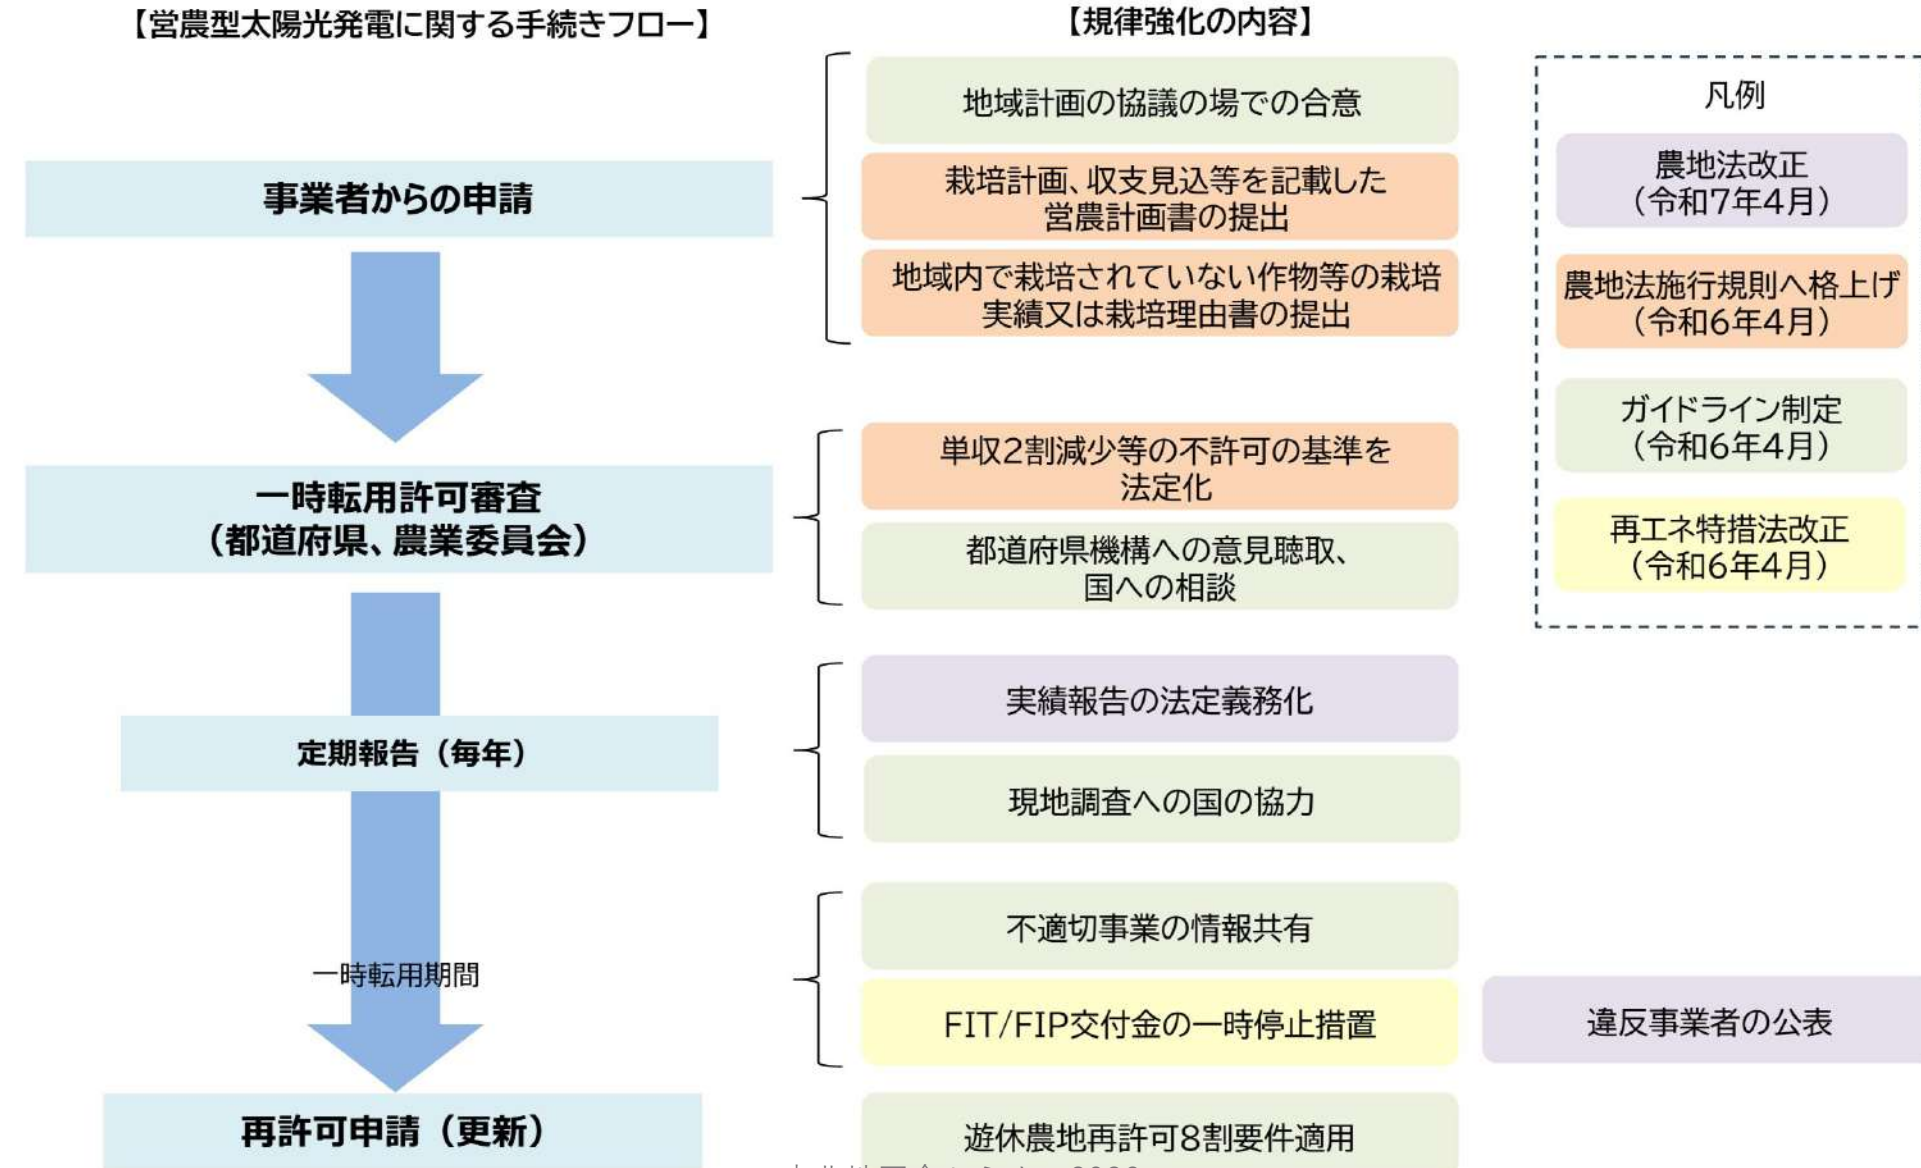 【営農型太陽光発電に関する手続きフロー】
【規律強化の内容】
事業者からの申請
地域計画の協議の場での合意
栽培計画、収支見込等を記載した
営農計画書の提出
地域内で栽培されていない作物等の栽培
実績又は栽培理由書の提出
一時転用許可審査
（都道府県、農業委員会）
単収2割減少等の不許可の基準を
法定化
都道府県機構への意見聴取、
国への相談
定期報告（毎年）
実績報告の法定義務化
現地調査への国の協力
一時転用期間
不適切事業の情報共有
FIT/FIP交付金の一時停止措置
違反事業者の公表
再許可申請（更新）
遊休農地再許可8割要件適用
凡例
農地法改正
（令和7年4月）
農地法施行規則へ格上げ
（令和6年4月）
ガイドライン制定
（令和6年4月）
再エネ特措法改正
（令和6年4月）